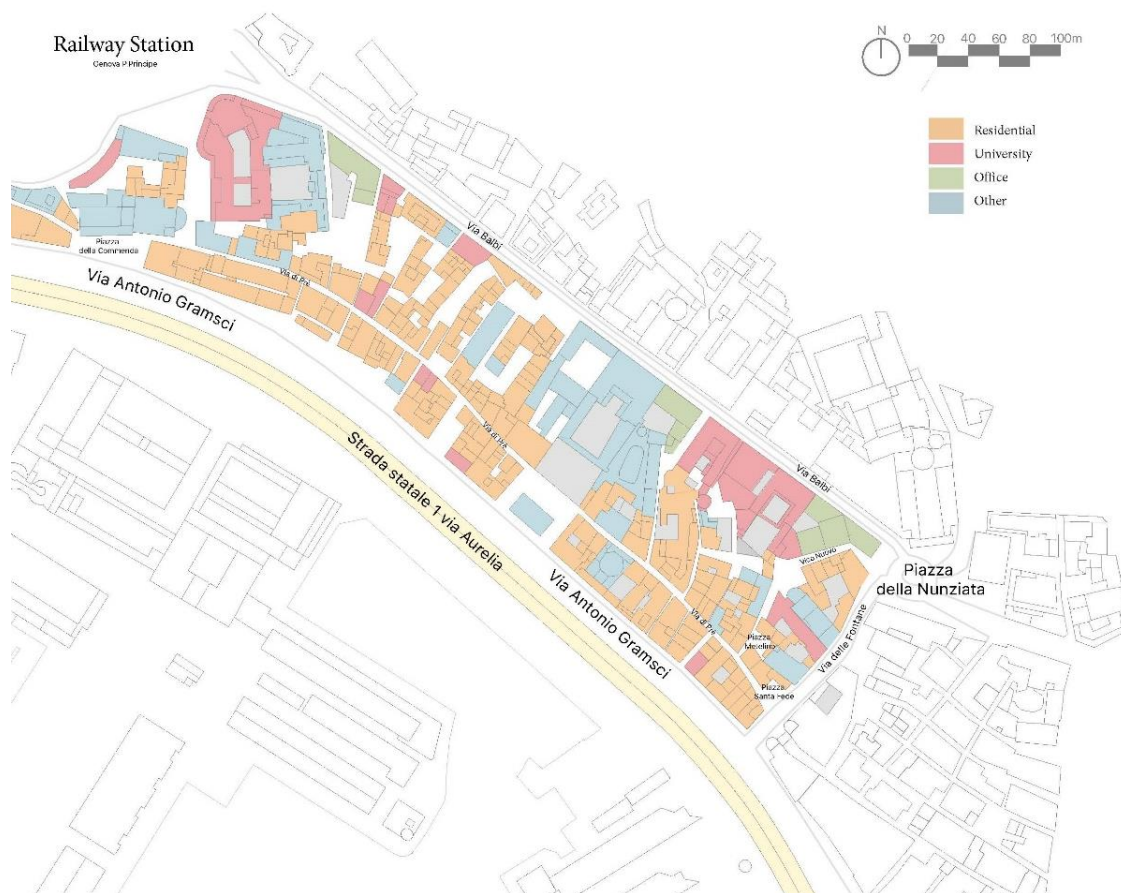 Railway Station
Genova P. Principe
N
0 20 40 60 80 100m
Residential
University
Office
Other
Via Balbi
Piazza
della Commenda
Via di Prè
Via Antonio Gramsci
Via di Prè
Strada statale 1 via Aurelia
Via Balbi
Vico Nuovo
Piazza
della Nunziata
Via Antonio Gramsci
Via di Prè
Piazza
Metelino
Via delle Fontane
Piazza
Santa Fede